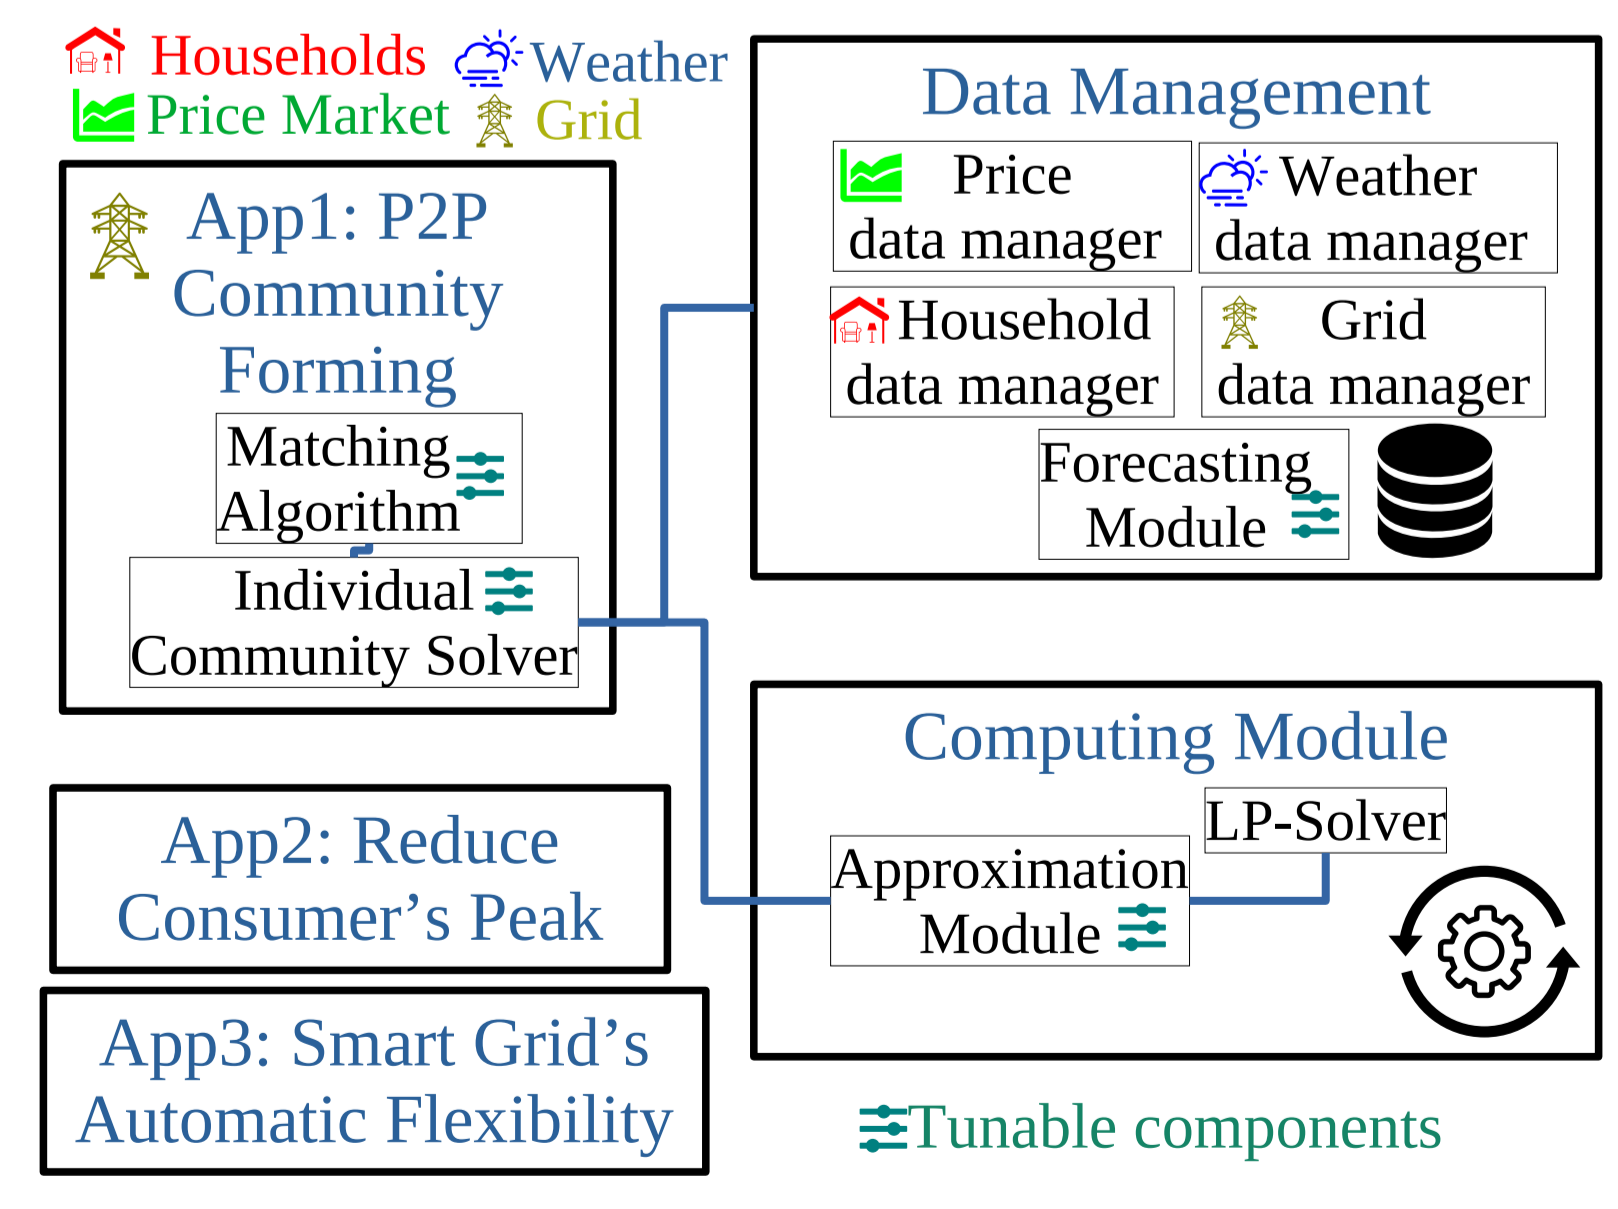 Households
Weather
Price Market
Grid
App1: P2P
Community
Forming
Matching
Algorithm
Individual
Community Solver
App2: Reduce
Consumer’s Peak
App3: Smart Grid’s
Automatic Flexibility
Data Management
Price
data manager
Weather
data manager
Household
data manager
Grid
data manager
Forecasting
Module
Computing Module
LP-Solver
Approximation
Module
Tunable components